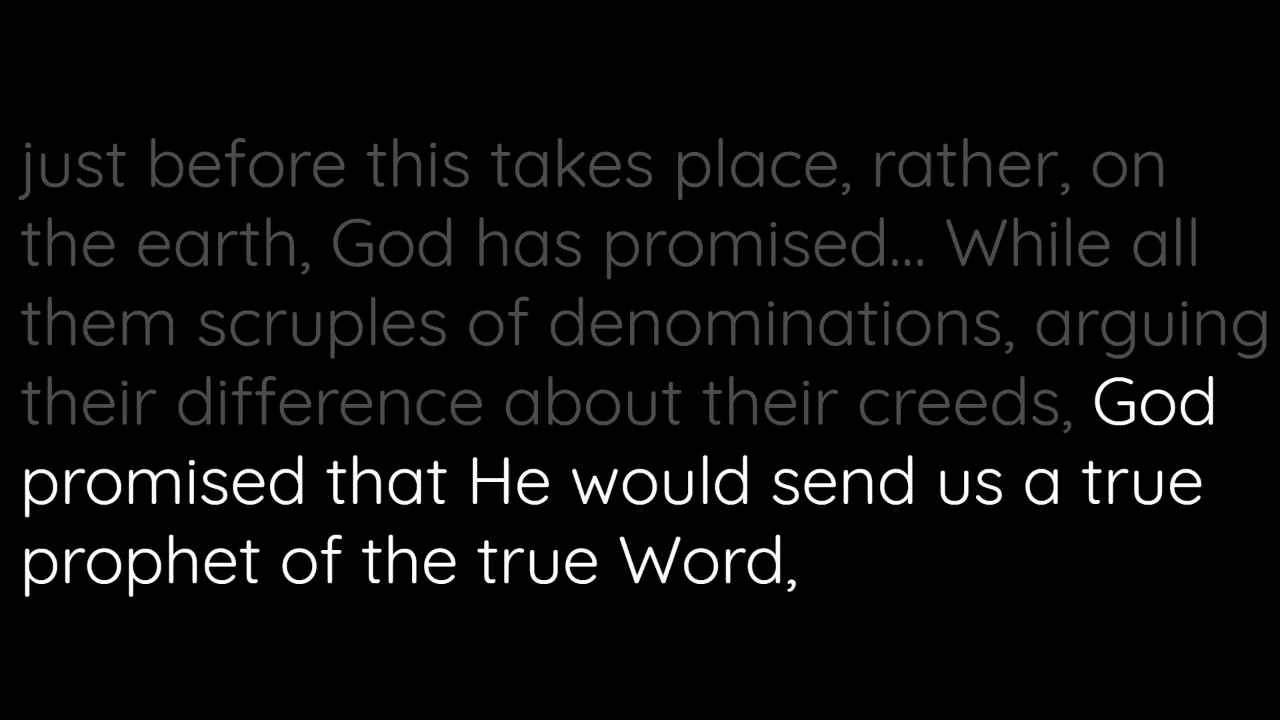 just before this takes place, rather, on
the earth, God has promised... While all
them scruples of denominations, arguing
their difference about their creeds, God
promised that He would send us a true
prophet of the true Word,